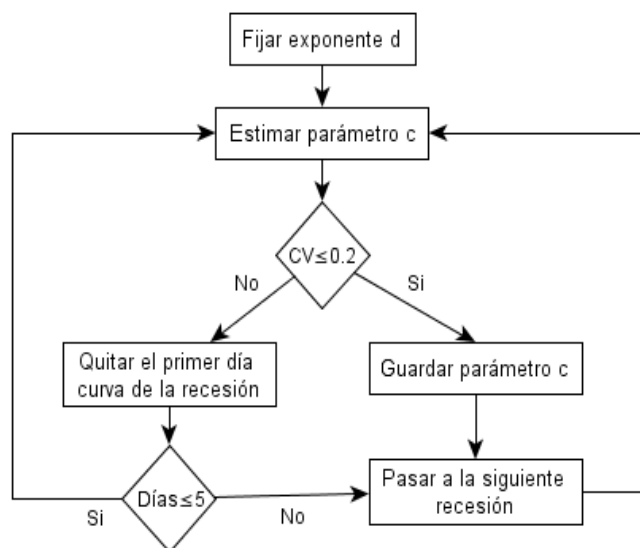 Fijar exponente d
Estimar parámetro c
CV≤0.2
No
Si
Quitar el primer día
curva de la recesión
Guardar parámetro c
Días≤5
Si
No
Pasar a la siguiente
recesión